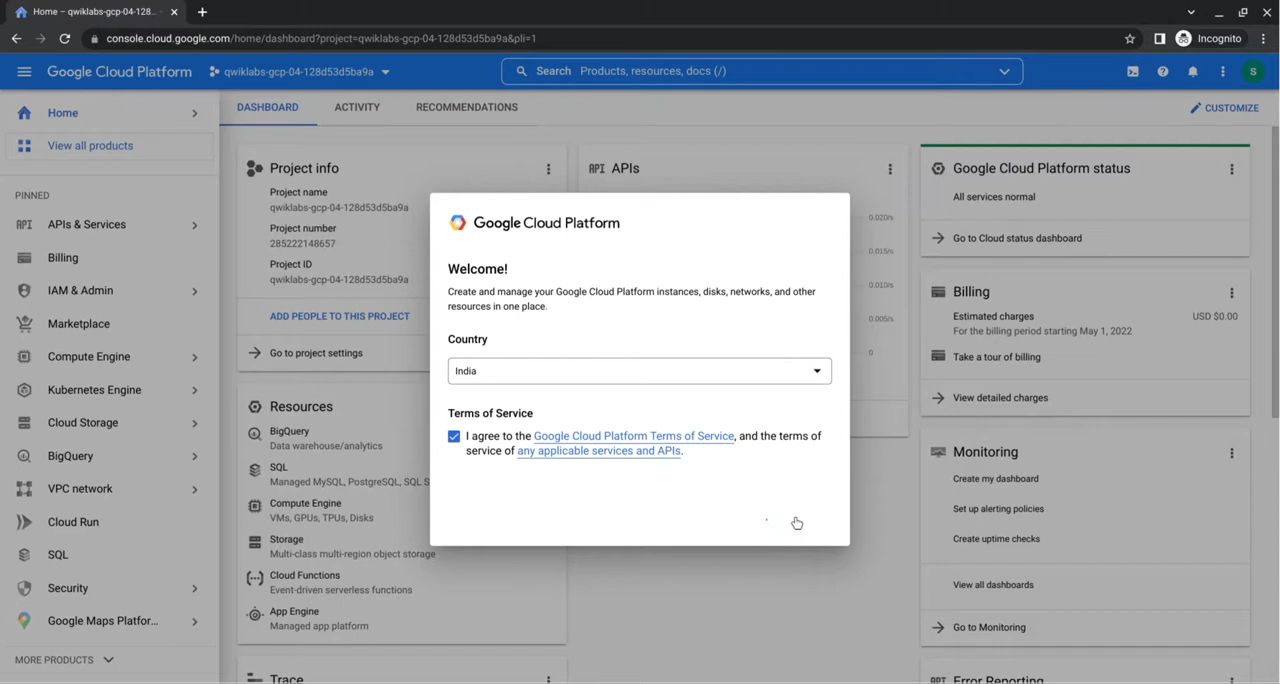 Home – qwiklabs-gcp-04-128...
console.cloud.google.com/home/dashboard?project=qwiklabs-gcp-04-128d53d5ba9a&pli=1
Incognito
Google Cloud Platform
qwiklabs-gcp-04-128d53d5ba9a
Search Products, resources, docs (/)
S
Home
View all products
PINNED
API APIs & Services
Billing
IAM & Admin
Marketplace
Compute Engine
Kubernetes Engine
Cloud Storage
BigQuery
VPC network
Cloud Run
SQL
Security
Google Maps Platfor...
MORE PRODUCTS
DASHBOARD
ACTIVITY
RECOMMENDATIONS
CUSTOMIZE
Project info
Project name
qwiklabs-gcp-04-128d53d5ba9a
Project number
285222148657
Project ID
qwiklabs-gcp-04-128d53d5ba9a
ADD PEOPLE TO THIS PROJECT
Go to project settings
Resources
BigQuery
Data warehouse/analytics
SQL
Managed MySQL, PostgreSQL, SQL S
Compute Engine
VMs, GPUs, TPUs, Disks
Storage
Multi-class multi-region object storage
Cloud Functions
Event-driven serverless functions
App Engine
Managed app platform
Trace
API APIs
0.020/s
0.015/s
0.010/s
0.005/s
0
Google Cloud Platform
Welcome!
Create and manage your Google Cloud Platform instances, disks, networks, and other
resources in one place.
Country
India
Terms of Service
I agree to the Google Cloud Platform Terms of Service, and the terms of
service of any applicable services and APIs.
Google Cloud Platform status
All services normal
Go to Cloud status dashboard
Billing
Estimated charges USD $0.00
For the billing period starting May 1, 2022
Take a tour of billing
View detailed charges
Monitoring
Create my dashboard
Set up alerting policies
Create uptime checks
View all dashboards
Go to Monitoring
Error Reporting